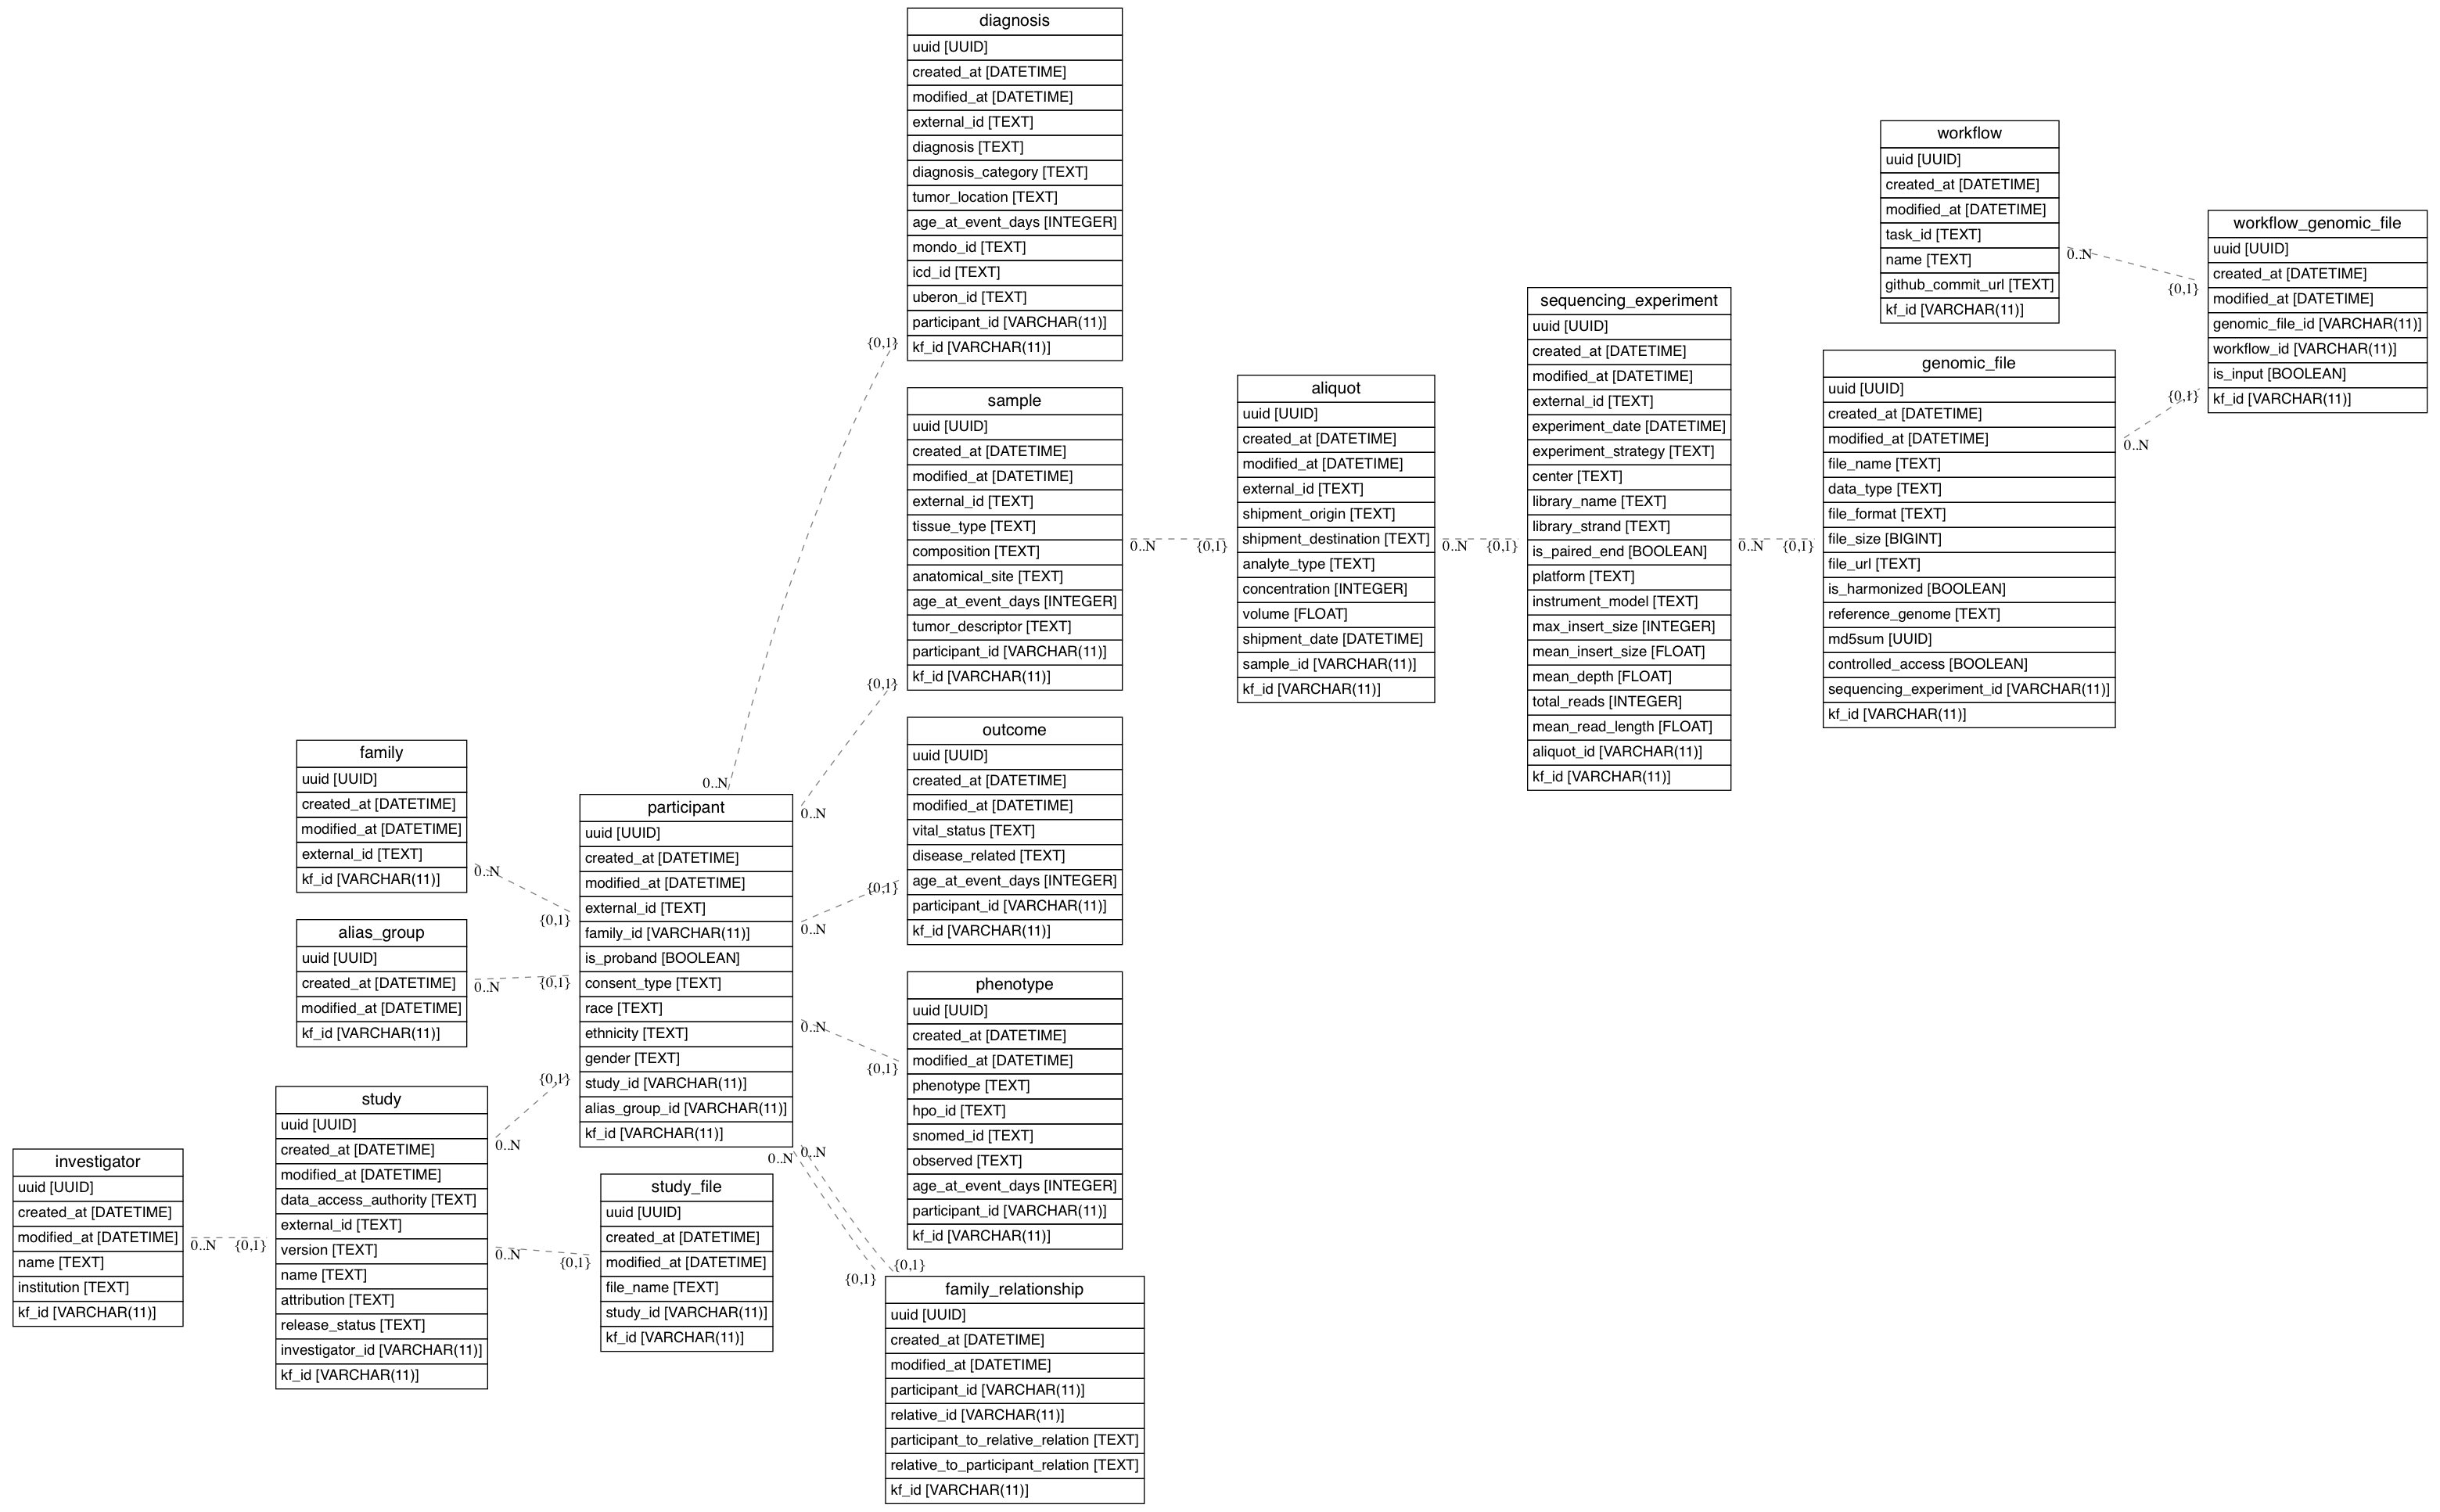 diagnosis
uuid [UUID]
created_at [DATETIME]
modified_at [DATETIME]
external_id [TEXT]
diagnosis [TEXT]
diagnosis_category [TEXT]
tumor_location [TEXT]
age_at_event_days [INTEGER]
mondo_id [TEXT]
icd_id [TEXT]
uberon_id [TEXT]
participant_id [VARCHAR(11)]
kf_id [VARCHAR(11)]
{0,1}
0..N
workflow
uuid [UUID]
created_at [DATETIME]
modified_at [DATETIME]
task_id [TEXT]
name [TEXT]
github_commit_url [TEXT]
kf_id [VARCHAR(11)]
0..N
{0,1}
workflow_genomic_file
uuid [UUID]
created_at [DATETIME]
modified_at [DATETIME]
genomic_file_id [VARCHAR(11)]
workflow_id [VARCHAR(11)]
is_input [BOOLEAN]
kf_id [VARCHAR(11)]
{0,1}
0..N
sample
uuid [UUID]
created_at [DATETIME]
modified_at [DATETIME]
external_id [TEXT]
tissue_type [TEXT]
composition [TEXT]
anatomical_site [TEXT]
age_at_event_days [INTEGER]
tumor_descriptor [TEXT]
participant_id [VARCHAR(11)]
kf_id [VARCHAR(11)]
0..N
{0,1}
aliquot
uuid [UUID]
created_at [DATETIME]
modified_at [DATETIME]
external_id [TEXT]
shipment_origin [TEXT]
shipment_destination [TEXT]
analyte_type [TEXT]
concentration [INTEGER]
volume [FLOAT]
shipment_date [DATETIME]
sample_id [VARCHAR(11)]
kf_id [VARCHAR(11)]
0..N
{0,1}
sequencing_experiment
uuid [UUID]
created_at [DATETIME]
modified_at [DATETIME]
external_id [TEXT]
experiment_date [DATETIME]
experiment_strategy [TEXT]
center [TEXT]
library_name [TEXT]
library_strand [TEXT]
is_paired_end [BOOLEAN]
platform [TEXT]
instrument_model [TEXT]
max_insert_size [INTEGER]
mean_insert_size [FLOAT]
mean_depth [FLOAT]
total_reads [INTEGER]
mean_read_length [FLOAT]
aliquot_id [VARCHAR(11)]
kf_id [VARCHAR(11)]
0..N
{0,1}
genomic_file
uuid [UUID]
created_at [DATETIME]
modified_at [DATETIME]
file_name [TEXT]
data_type [TEXT]
file_format [TEXT]
file_size [BIGINT]
file_url [TEXT]
is_harmonized [BOOLEAN]
reference_genome [TEXT]
md5sum [UUID]
controlled_access [BOOLEAN]
sequencing_experiment_id [VARCHAR(11)]
kf_id [VARCHAR(11)]
{0,1}
0..N
outcome
uuid [UUID]
created_at [DATETIME]
modified_at [DATETIME]
vital_status [TEXT]
disease_related [TEXT]
age_at_event_days [INTEGER]
participant_id [VARCHAR(11)]
kf_id [VARCHAR(11)]
{0,1}
0..N
family
uuid [UUID]
created_at [DATETIME]
modified_at [DATETIME]
external_id [TEXT]
kf_id [VARCHAR(11)]
0..N
{0,1}
participant
uuid [UUID]
created_at [DATETIME]
modified_at [DATETIME]
external_id [TEXT]
family_id [VARCHAR(11)]
is_proband [BOOLEAN]
consent_type [TEXT]
race [TEXT]
ethnicity [TEXT]
gender [TEXT]
study_id [VARCHAR(11)]
alias_group_id [VARCHAR(11)]
kf_id [VARCHAR(11)]
alias_group
uuid [UUID]
created_at [DATETIME]
modified_at [DATETIME]
kf_id [VARCHAR(11)]
0..N
{0,1}
phenotype
uuid [UUID]
created_at [DATETIME]
modified_at [DATETIME]
phenotype [TEXT]
hpo_id [TEXT]
snomed_id [TEXT]
observed [TEXT]
age_at_event_days [INTEGER]
participant_id [VARCHAR(11)]
kf_id [VARCHAR(11)]
0..N
{0,1}
study
uuid [UUID]
created_at [DATETIME]
modified_at [DATETIME]
data_access_authority [TEXT]
external_id [TEXT]
version [TEXT]
name [TEXT]
attribution [TEXT]
release_status [TEXT]
investigator_id [VARCHAR(11)]
kf_id [VARCHAR(11)]
{0,1}
0..N
investigator
uuid [UUID]
created_at [DATETIME]
modified_at [DATETIME]
name [TEXT]
institution [TEXT]
kf_id [VARCHAR(11)]
0..N
{0,1}
study_file
uuid [UUID]
created_at [DATETIME]
modified_at [DATETIME]
file_name [TEXT]
study_id [VARCHAR(11)]
kf_id [VARCHAR(11)]
0..N
{0,1}
0..N
0..N
{0,1}
{0,1}
family_relationship
uuid [UUID]
created_at [DATETIME]
modified_at [DATETIME]
participant_id [VARCHAR(11)]
relative_id [VARCHAR(11)]
participant_to_relative_relation [TEXT]
relative_to_participant_relation [TEXT]
kf_id [VARCHAR(11)]